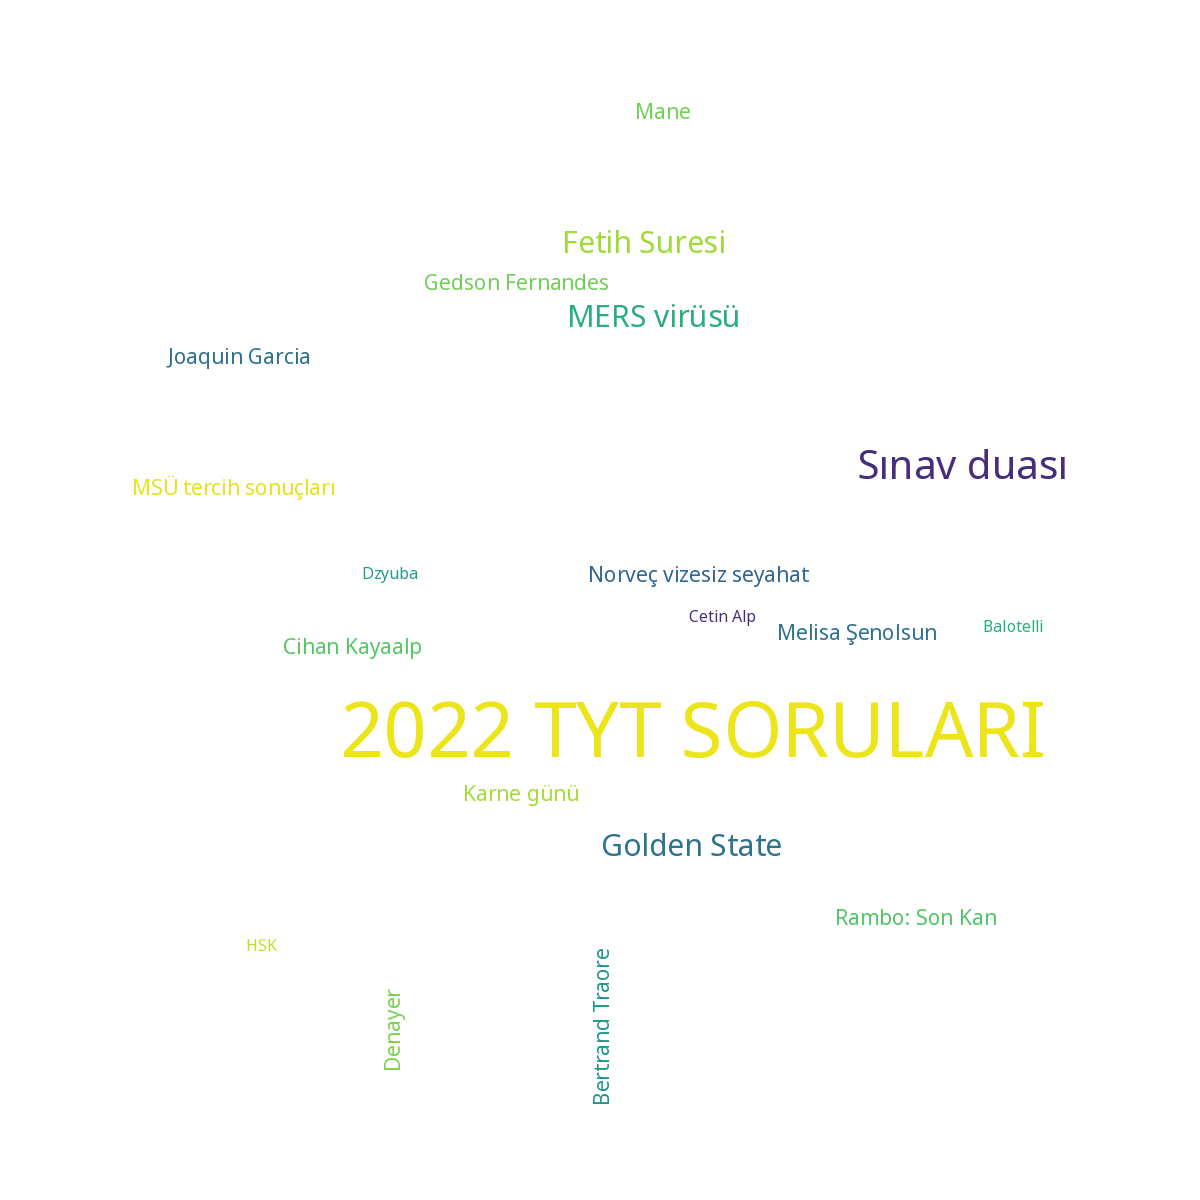 Mane
Fetih Suresi
Gedson Fernandes
MERS virüsü
Joaquin Garcia
Sınav duası
MSÜ tercih sonuçları
Dzyuba
Norveç vizesiz seyahat
Cetin Alp
Melisa Şenolsun
Balotelli
Cihan Kayaalp
2022 TYT SORULARI
Karne günü
Golden State
Rambo: Son Kan
HSK
Denayer
Bertrand Traore